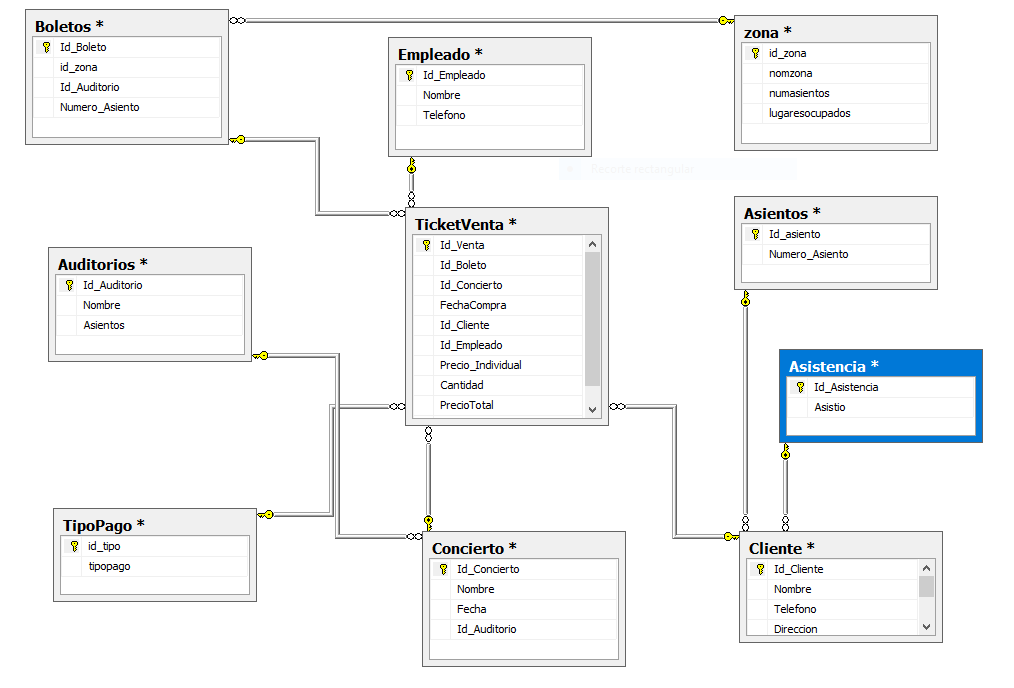 Boletos *
Id_Boleto
id_zona
Id_Auditorio
Numero_Asiento
zona *
id_zona
nomzona
numasientos
lugaresocupados
Empleado *
Id_Empleado
Nombre
Telefono
Recorte rectangular
TicketVenta *
Id_Venta
Id_Boleto
Id_Concierto
FechaCompra
Id_Cliente
Id_Empleado
Precio_Individual
Cantidad
PrecioTotal
Asientos *
Id_asiento
Numero_Asiento
Auditorios *
Id_Auditorio
Nombre
Asientos
Asistencia *
Id_Asistencia
Asistio
TipoPago *
id_tipo
tipopago
Concierto *
Id_Concierto
Nombre
Fecha
Id_Auditorio
Cliente *
Id_Cliente
Nombre
Telefono
Direccion